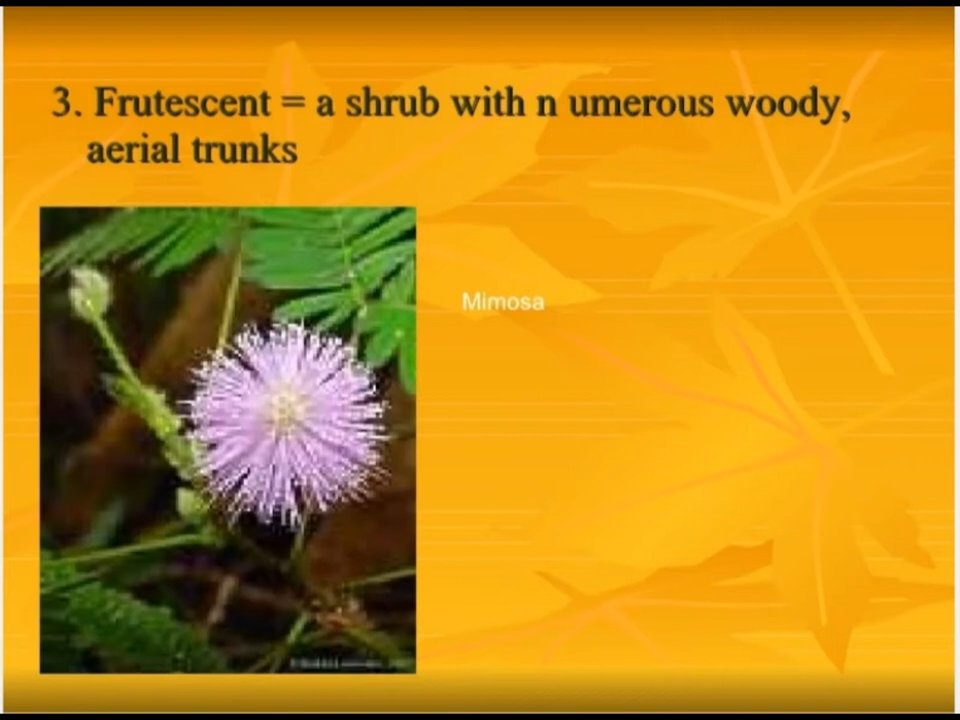 3. Frutescent = a shrub with n umerous woody,
aerial trunks
Mimosa